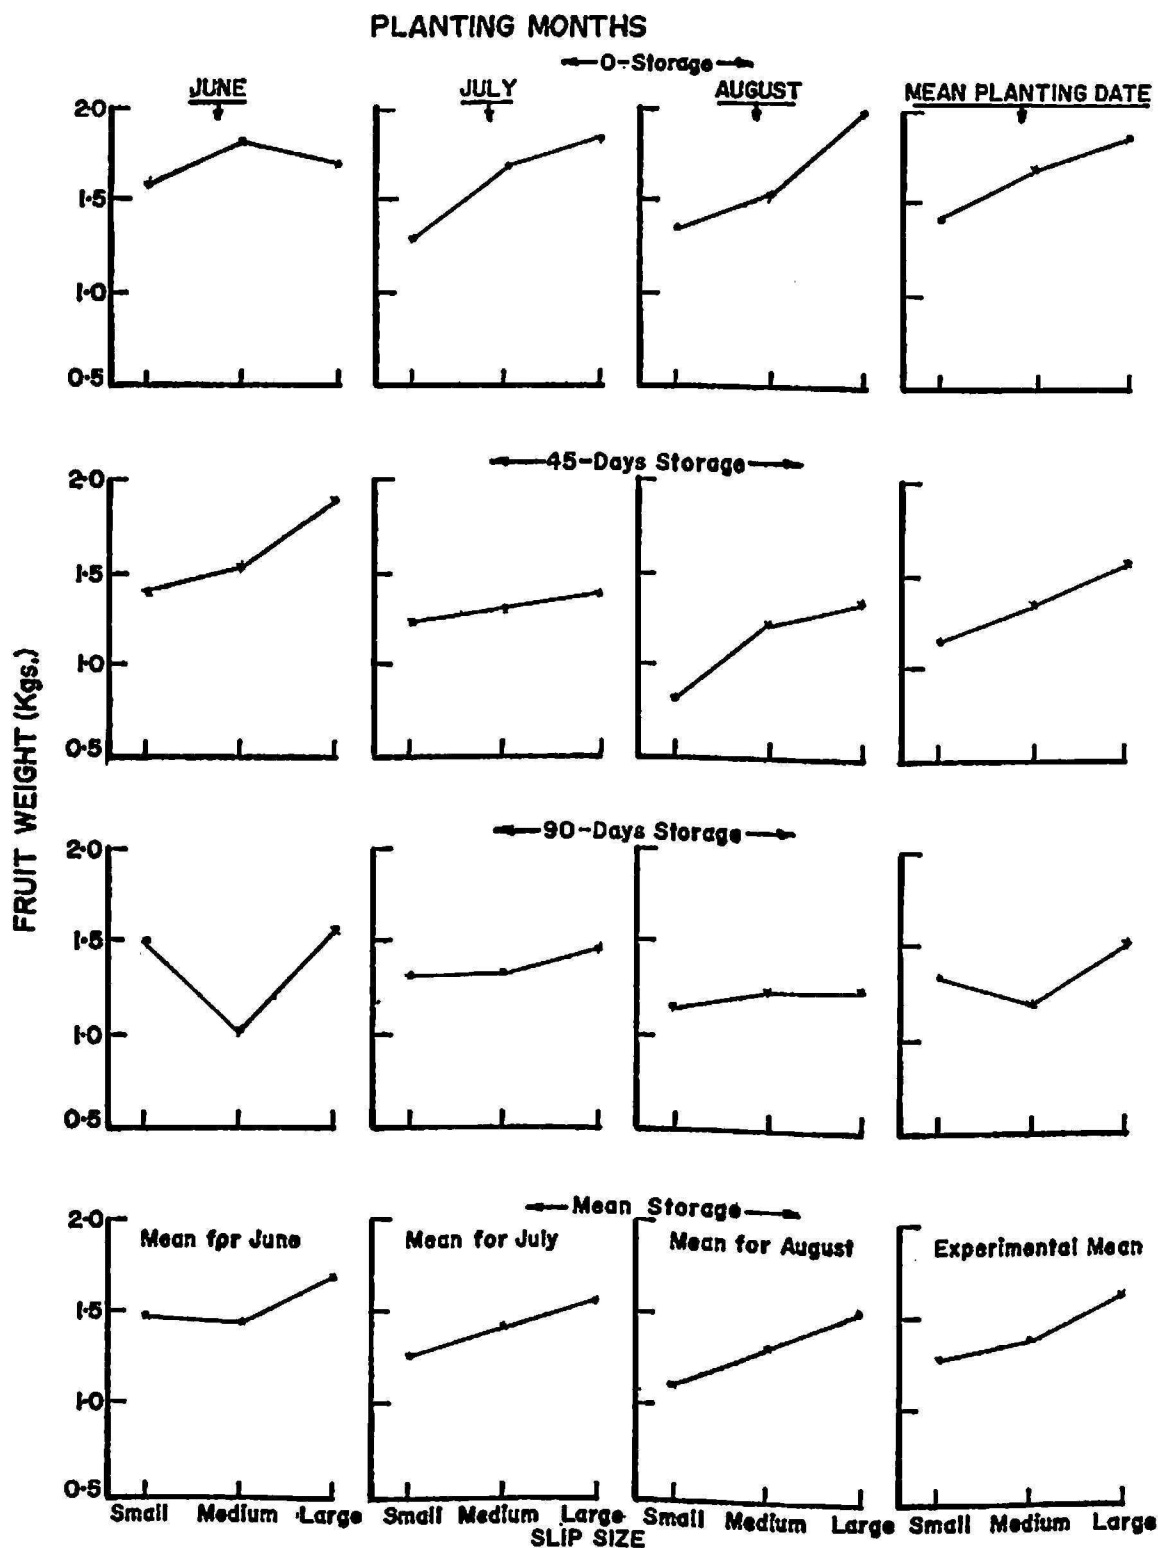 PLANTING MONTHS
0-Storage
JUNE JULY AUGUST MEAN PLANTING DATE
2·0
1·5
1·0
0·5
45-Days Storage
2·0
1·5
1·0
0·5
FRUIT WEIGHT (Kgs.)
90-Days Storage
2·0
1·5
1·0
0·5
Mean Storage
2·0
Mean for June Mean for July Mean for August Experimental Mean
1·5
1·0
0·5
Small Medium Large Small Medium Large Small Medium Large Small Medium Large
SLIP SIZE